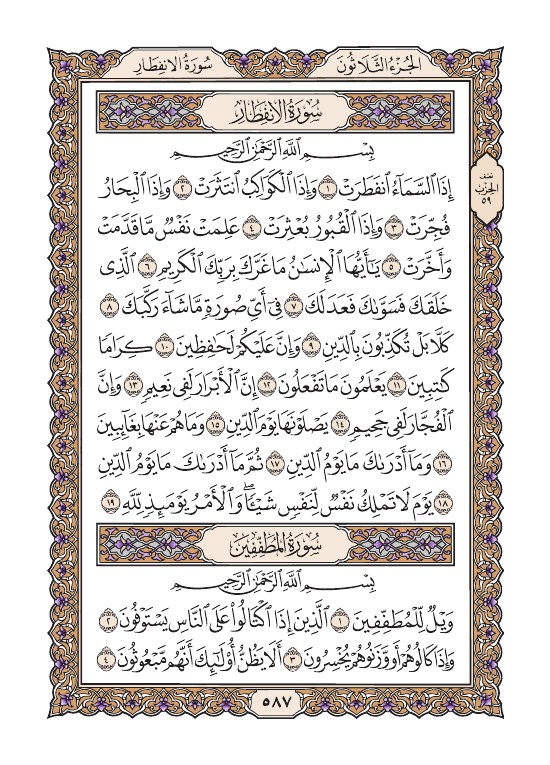 الجُزْءُ الثَّلَاثُونَ
سُورَةُ الِانفِطَارِ
سُورَةُ الِانفِطَارِ
بِسْمِ ٱللَّهِ ٱلرَّحْمَٰنِ ٱلرَّحِيمِ
إِذَا ٱلسَّمَآءُ ٱنفَطَرَتْ ١ وَإِذَا ٱلْكَوَاكِبُ ٱنتَثَرَتْ ٢ وَإِذَا ٱلْبِحَارُ
فُجِّرَتْ ٣ وَإِذَا ٱلْقُبُورُ بُعْثِرَتْ ٤ عَلِمَتْ نَفْسٌ مَّا قَدَّمَتْ
وَأَخَّرَتْ ٥ يَٰٓأَيُّهَا ٱلْإِنسَٰنُ مَا غَرَّكَ بِرَبِّكَ ٱلْكَرِيمِ ٦ ٱلَّذِى
خَلَقَكَ فَسَوَّىٰكَ فَعَدَلَكَ ٧ فِىٓ أَىِّ صُورَةٍ مَّا شَآءَ رَكَّبَكَ ٨
كَلَّا بَلْ تُكَذِّبُونَ بِٱلدِّينِ ٩ وَإِنَّ عَلَيْكُمْ لَحَٰفِظِينَ ١٠ كِرَامًا
كَٰتِبِينَ ١١ يَعْلَمُونَ مَا تَفْعَلُونَ ١٢ إِنَّ ٱلْأَبْرَارَ لَفِى نَعِيمٍ ١٣ وَإِنَّ
ٱلْفُجَّارَ لَفِى جَحِيمٍ ١٤ يَصْلَوْنَهَا يَوْمَ ٱلدِّينِ ١٥ وَمَا هُمْ عَنْهَا بِغَآئِبِينَ
١٦ وَمَآ أَدْرَىٰكَ مَا يَوْمُ ٱلدِّينِ ١٧ ثُمَّ مَآ أَدْرَىٰكَ مَا يَوْمُ ٱلدِّينِ
١٨ يَوْمَ لَا تَمْلِكُ نَفْسٌ لِّنَفْسٍ شَيْـًٔا ۖ وَٱلْأَمْرُ يَوْمَئِذٍ لِّلَّهِ ١٩
سُورَةُ المُطَفِّفِينَ
بِسْمِ ٱللَّهِ ٱلرَّحْمَٰنِ ٱلرَّحِيمِ
وَيْلٌ لِّلْمُطَفِّفِينَ ١ ٱلَّذِينَ إِذَا ٱكْتَالُوا۟ عَلَى ٱلنَّاسِ يَسْتَوْفُونَ ٢
وَإِذَا كَالُوهُمْ أَو وَّزَنُوهُمْ يُخْسِرُونَ ٣ أَلَا يَظُنُّ أُو۟لَٰٓئِكَ أَنَّهُم مَّبْعُوثُونَ ٤
نصف
الحزب
٥٩
٥٨٧